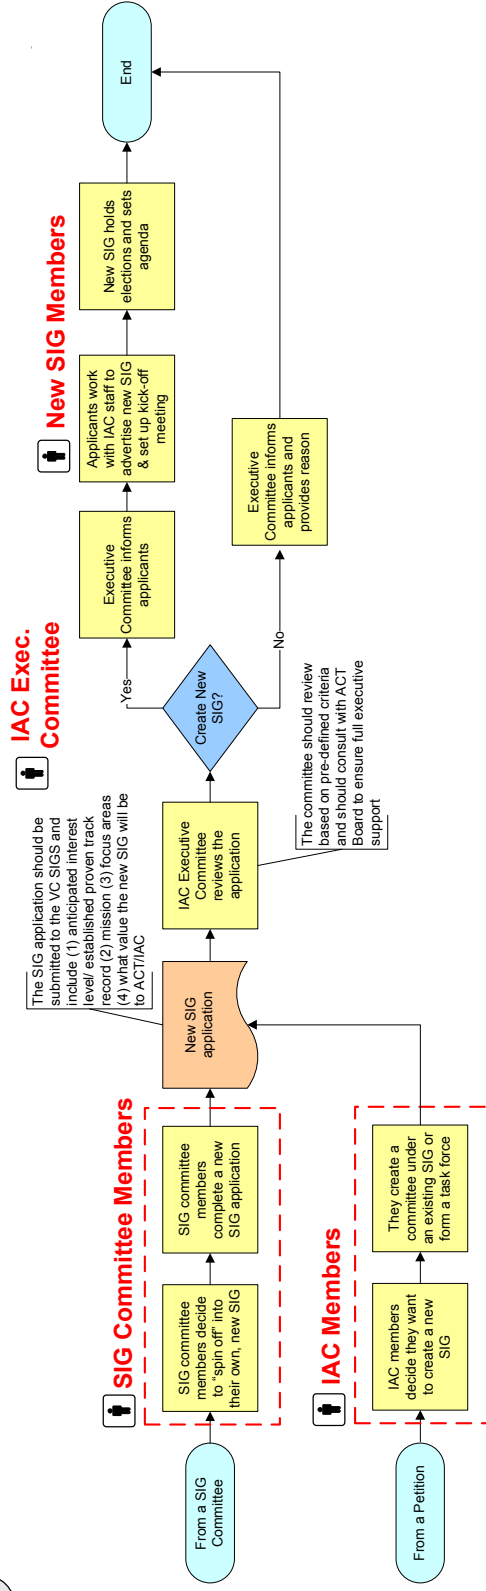 From a SIG
Committee
SIG Committee Members
SIG committee
members decide
to “spin off” into
their own, new SIG
SIG committee
members
complete a new
SIG application
From a Petition
IAC Members
IAC members
decide they want
to create a new
SIG
They create a
committee under
an existing SIG or
form a task force
The SIG application should be
submitted to the VC SIGS and
include (1) anticipated interest
level/ established proven track
record (2) mission (3) focus areas
(4) what value the new SIG will be
to ACT/IAC
New SIG
application
IAC Exec.
Committee
IAC Executive
Committee
reviews the
application
The committee should review
based on pre-defined criteria
and should consult with ACT
Board to ensure full executive
support
Create New
SIG?
Yes
No
Executive
Committee informs
applicants
Executive
Committee informs
applicants and
provides reason
New SIG Members
Applicants work
with IAC staff to
advertise new SIG
& set up kick-off
meeting
New SIG holds
elections and sets
agenda
End